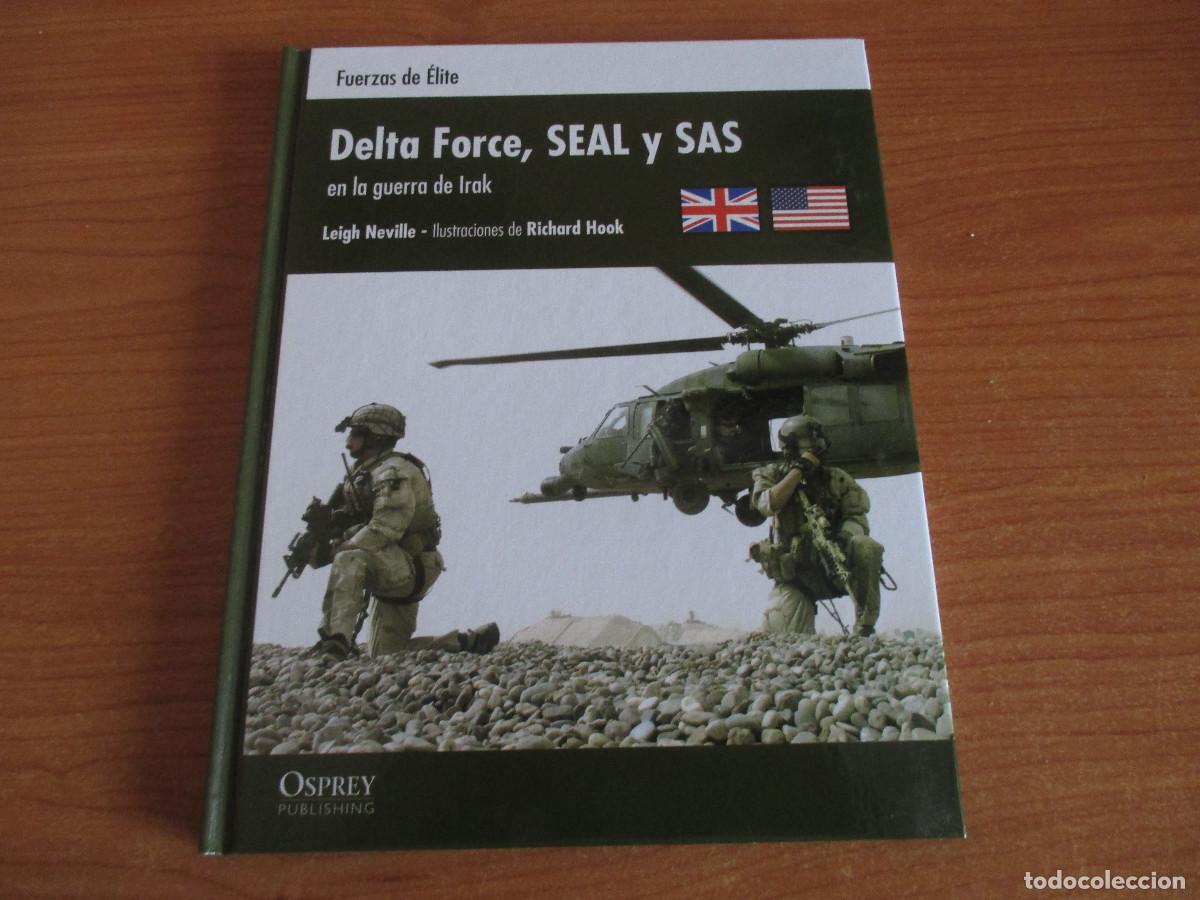 Fuerzas de Élite
Delta Force, SEAL y SAS
en la guerra de Irak
Leigh Neville - Ilustraciones de Richard Hook
OSPREY
PUBLISHING
todocoleccion